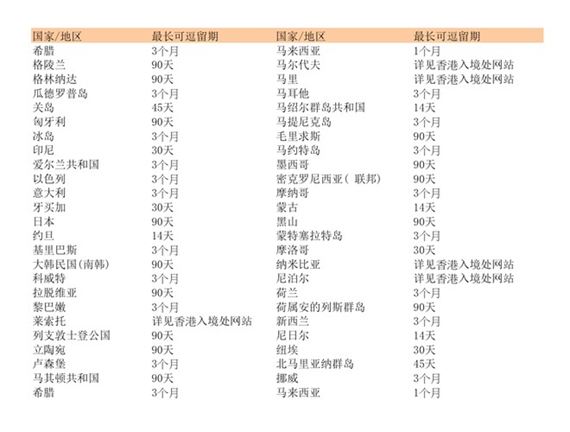 国家/地区 最长可逗留期 国家/地区 最长可逗留期
希腊 3个月 马来西亚 1个月
格陵兰 90天 马尔代夫 详见香港入境处网站
格林纳达 90天 马里 详见香港入境处网站
瓜德罗普岛 3个月 马耳他 3个月
关岛 45天 马绍尔群岛共和国 14天
匈牙利 90天 马提尼克岛 3个月
冰岛 3个月 毛里求斯 90天
印尼 30天 马约特岛 3个月
爱尔兰共和国 3个月 墨西哥 90天
以色列 3个月 密克罗尼西亚( 联邦) 90天
意大利 3个月 摩纳哥 3个月
牙买加 30天 蒙古 14天
日本 90天 黑山 90天
约旦 14天 蒙特塞拉特岛 3个月
基里巴斯 3个月 摩洛哥 30天
大韩民国(南韩) 90天 纳米比亚 详见香港入境处网站
科威特 3个月 尼泊尔 详见香港入境处网站
拉脱维亚 90天 荷兰 3个月
黎巴嫩 3个月 荷属安的列斯群岛 90天
莱索托 详见香港入境处网站 新西兰 3个月
列支敦士登公国 90天 尼日尔 14天
立陶宛 90天 纽埃 30天
卢森堡 3个月 北马里亚纳群岛 45天
马其顿共和国 90天 挪威 3个月
希腊 3个月 马来西亚 1个月